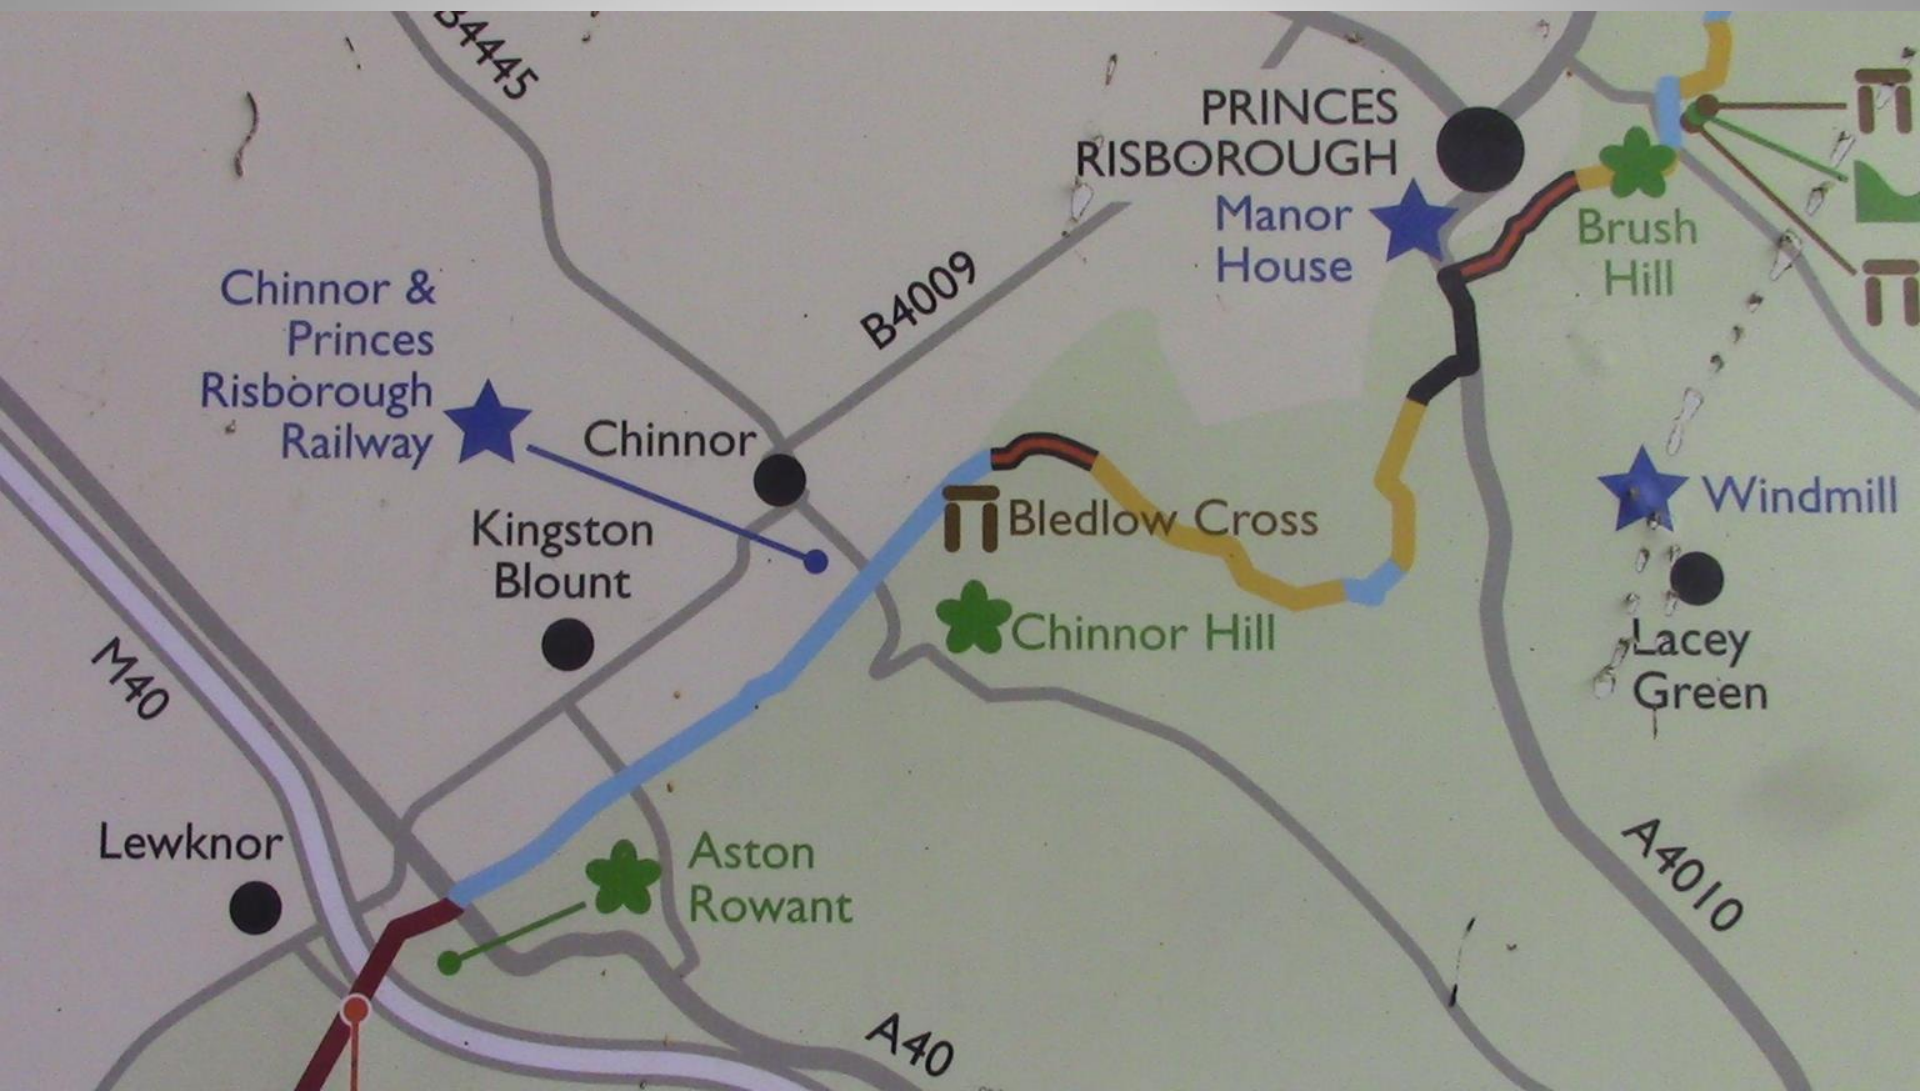 B4445
PRINCES
RISBOROUGH
Manor
House
Brush
Hill
B4009
Chinnor &
Princes
Risborough
Railway
Chinnor
Kingston
Blount
Bledlow Cross
Windmill
Chinnor Hill
Lacey
Green
M40
Lewknor
Aston
Rowant
A4010
A40